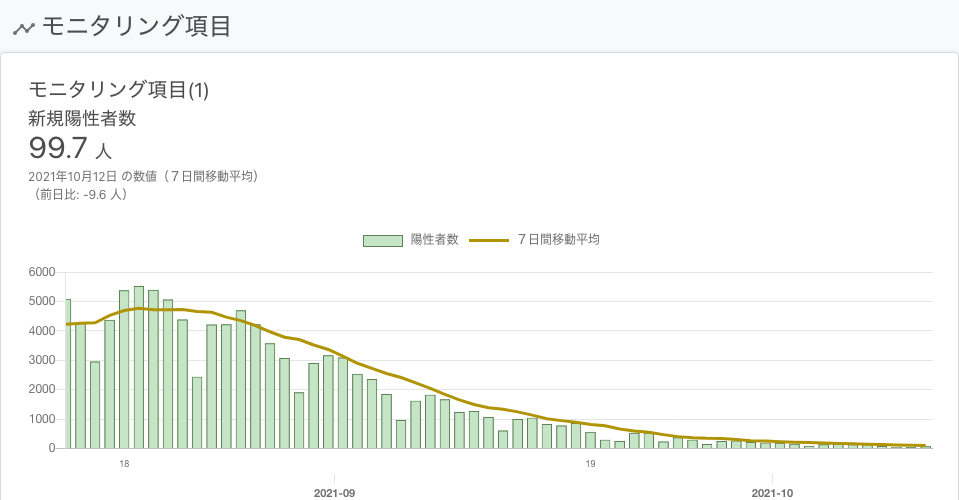 モニタリング項目
モニタリング項目(1)
新規陽性者数
99.7 人
2021年10月12日 の数値（７日間移動平均）
（前日比: -9.6 人）
陽性者数 ７日間移動平均
6000
5000
4000
3000
2000
1000
0
18 19
2021-09 2021-10